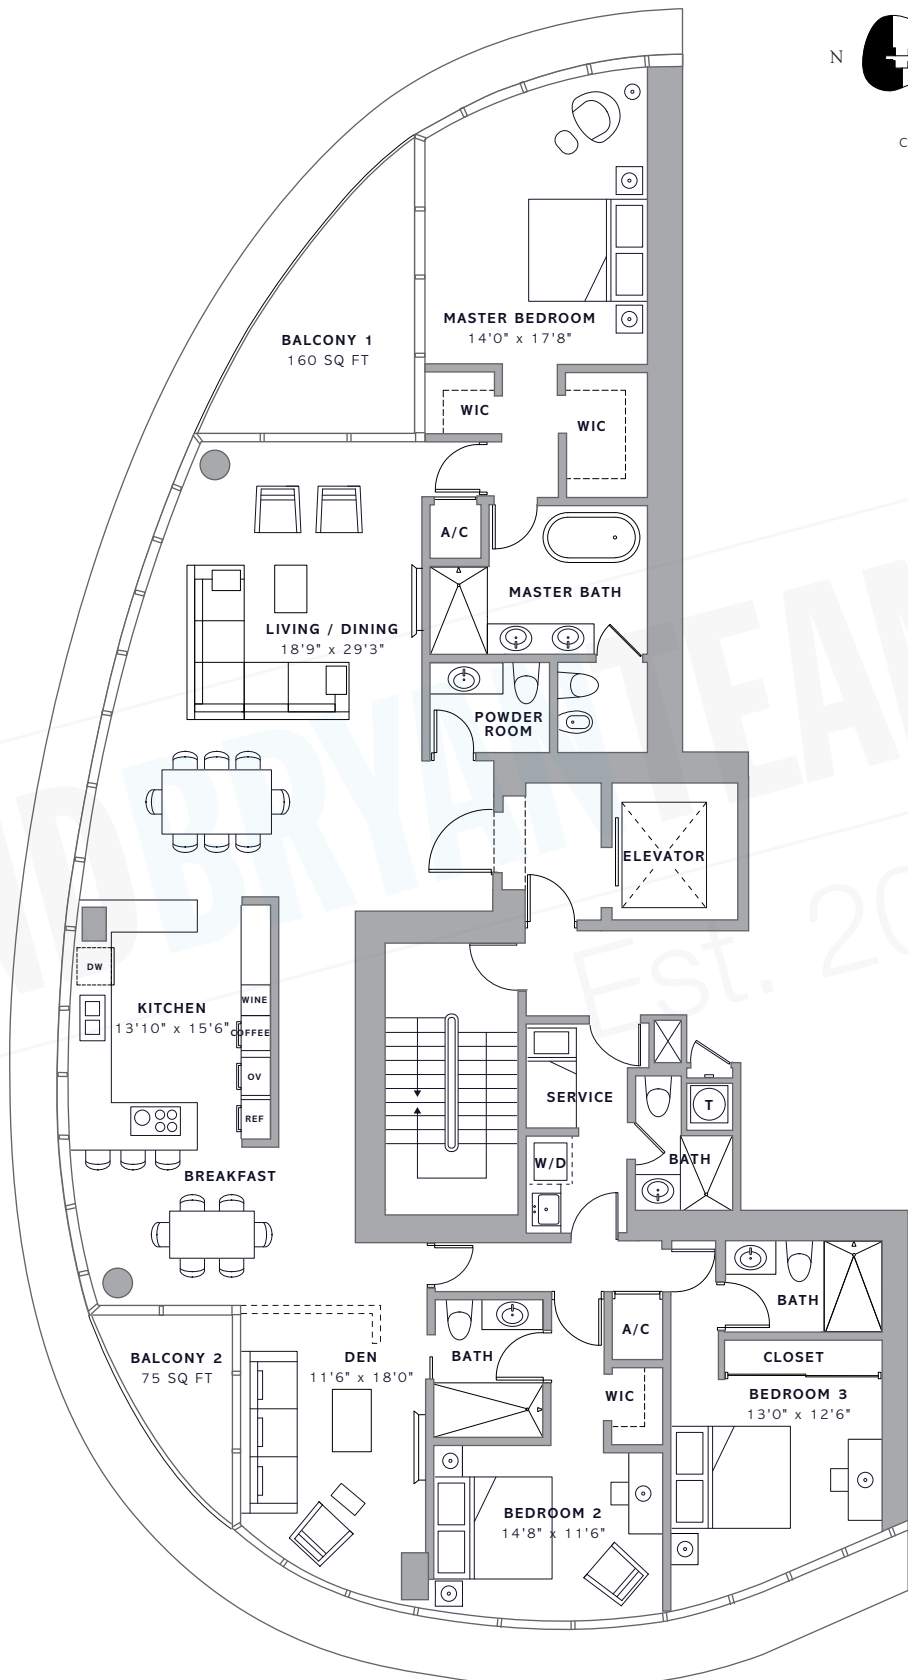 N
C
MASTER BEDROOM
14'0" x 17'8"
BALCONY 1
160 SQ FT
WIC
WIC
A/C
MASTER BATH
LIVING / DINING
18'9" x 29'3"
POWDER
ROOM
ELEVATOR
NDBRYANTEAM
Est. 20
DW
WINE
KITCHEN
13'10" x 15'6"
COFFEE
OV
REF
SERVICE
T
W/D
BATH
BREAKFAST
BATH
A/C
BALCONY 2
75 SQ FT
DEN
11'6" x 18'0"
BATH
CLOSET
WIC
BEDROOM 3
13'0" x 12'6"
BEDROOM 2
14'8" x 11'6"